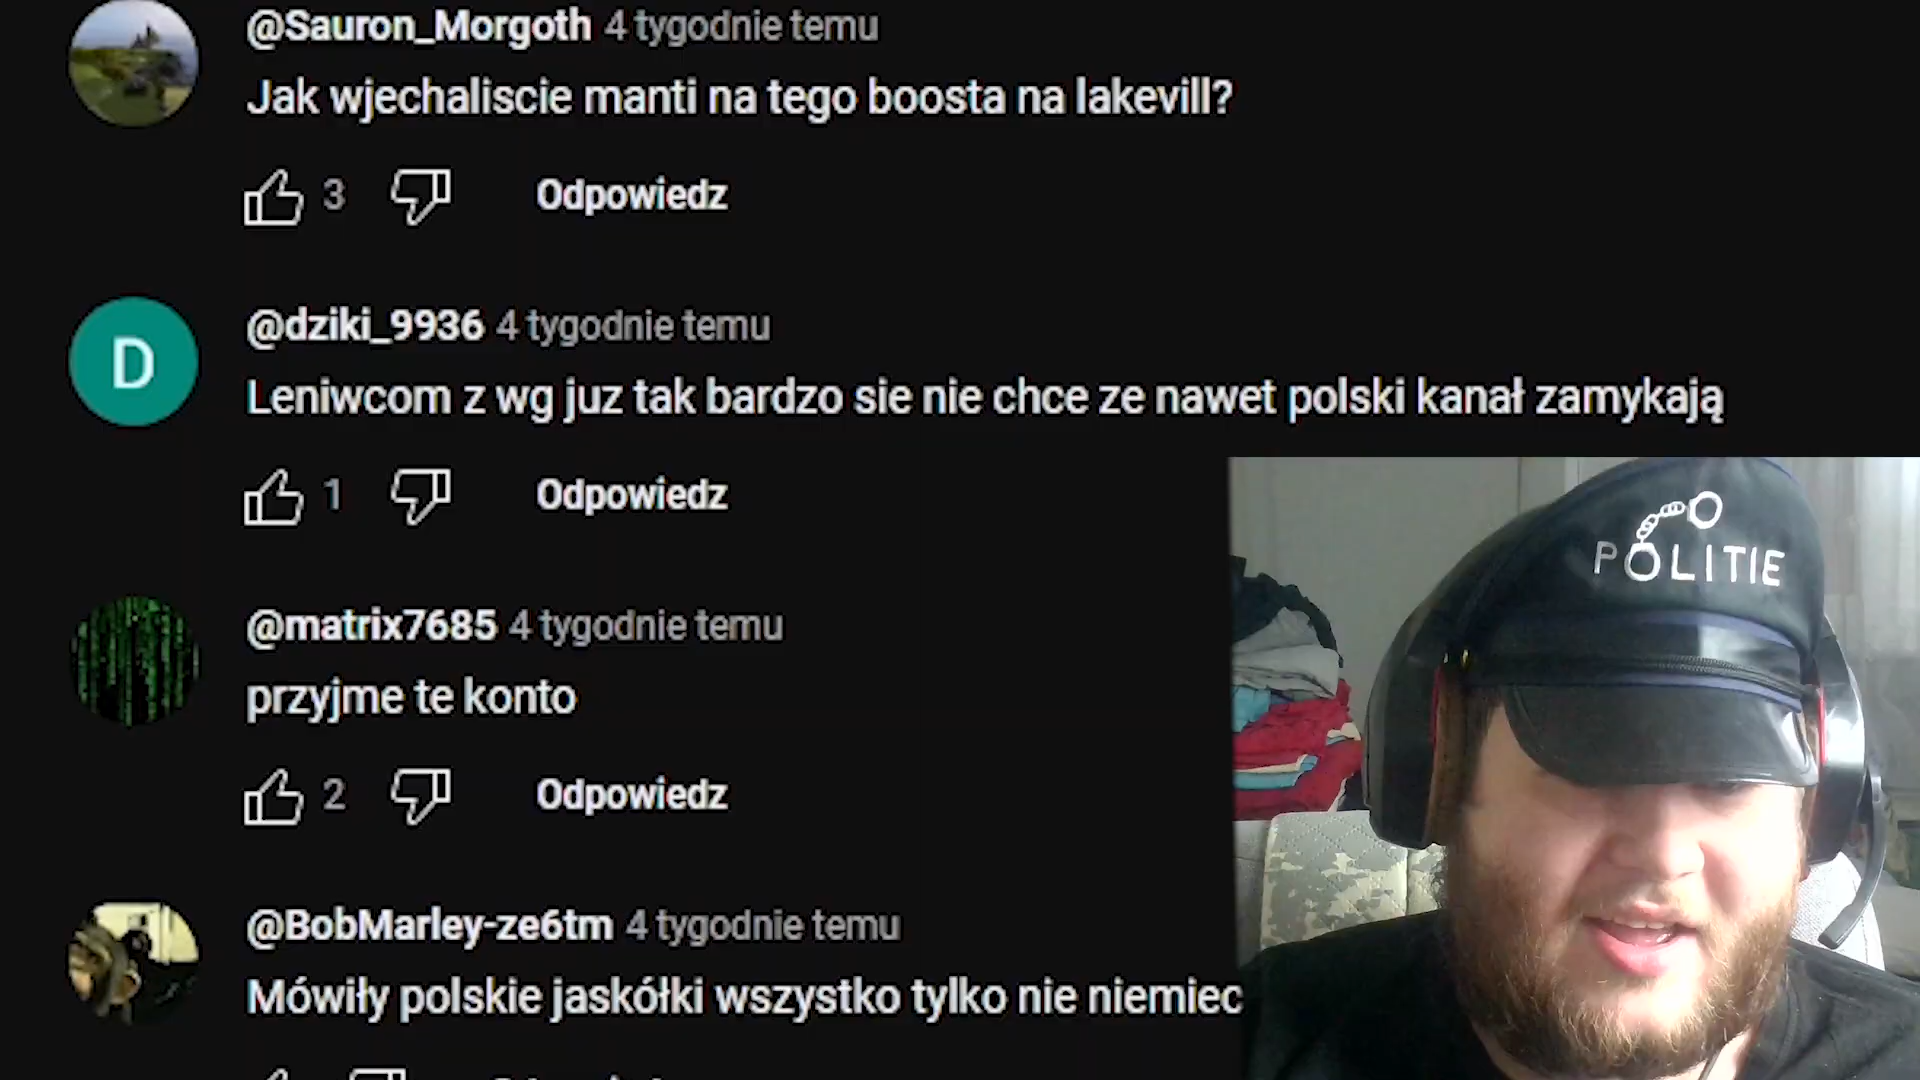 @Sauron_Morgoth 4 tygodnie temu
Jak wjechaliscie manti na tego boosta na lakevill?
3 Odpowiedz
@dziki_9936 4 tygodnie temu
D
Leniwcom z wg juz tak bardzo sie nie chce ze nawet polski kanał zamykają
1 Odpowiedz
POLITIE
@matrix7685 4 tygodnie temu
przyjme te konto
2 Odpowiedz
@BobMarley-ze6tm 4 tygodnie temu
Mówiły polskie jaskółki wszystko tylko nie niemiec